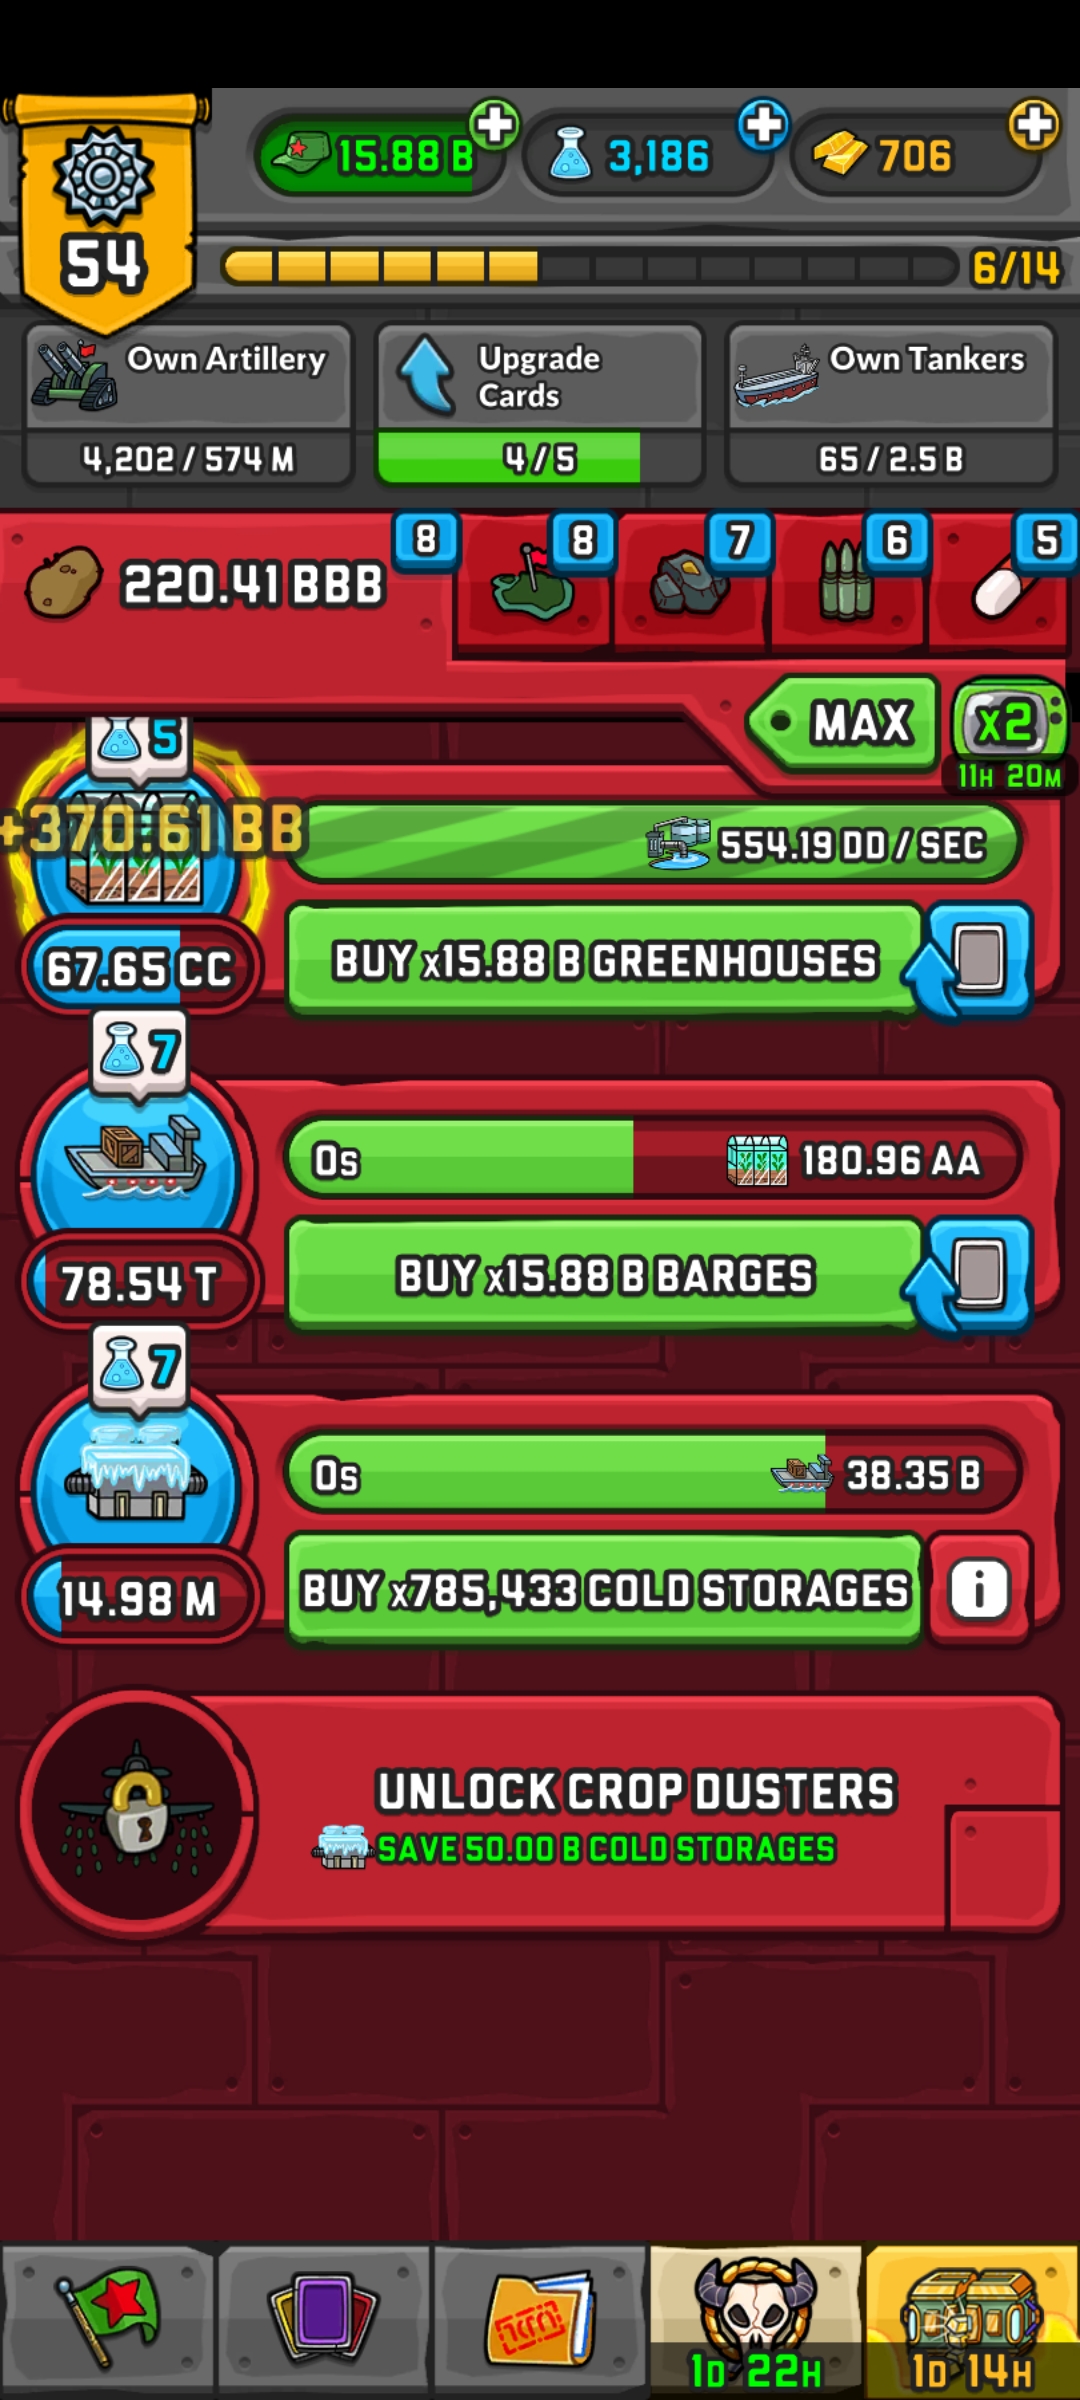 15.88 B
3,186
706
54
6/14
Own Artillery
4,202 / 574 M
Upgrade
Cards
4 / 5
Own Tankers
65 / 2.5 B
220.41 BBB
8
8
7
6
5
MAX
x2
11H 20M
5
+370.61 BB
554.19 DD / SEC
67.65 CC
BUY x15.88 B GREENHOUSES
7
0s
180.96 AA
78.54 T
BUY x15.88 B BARGES
7
0s
38.35 B
14.98 M
BUY x785,433 COLD STORAGES
i
UNLOCK CROP DUSTERS
SAVE 50.00 B COLD STORAGES
1D 22H
1D 14H